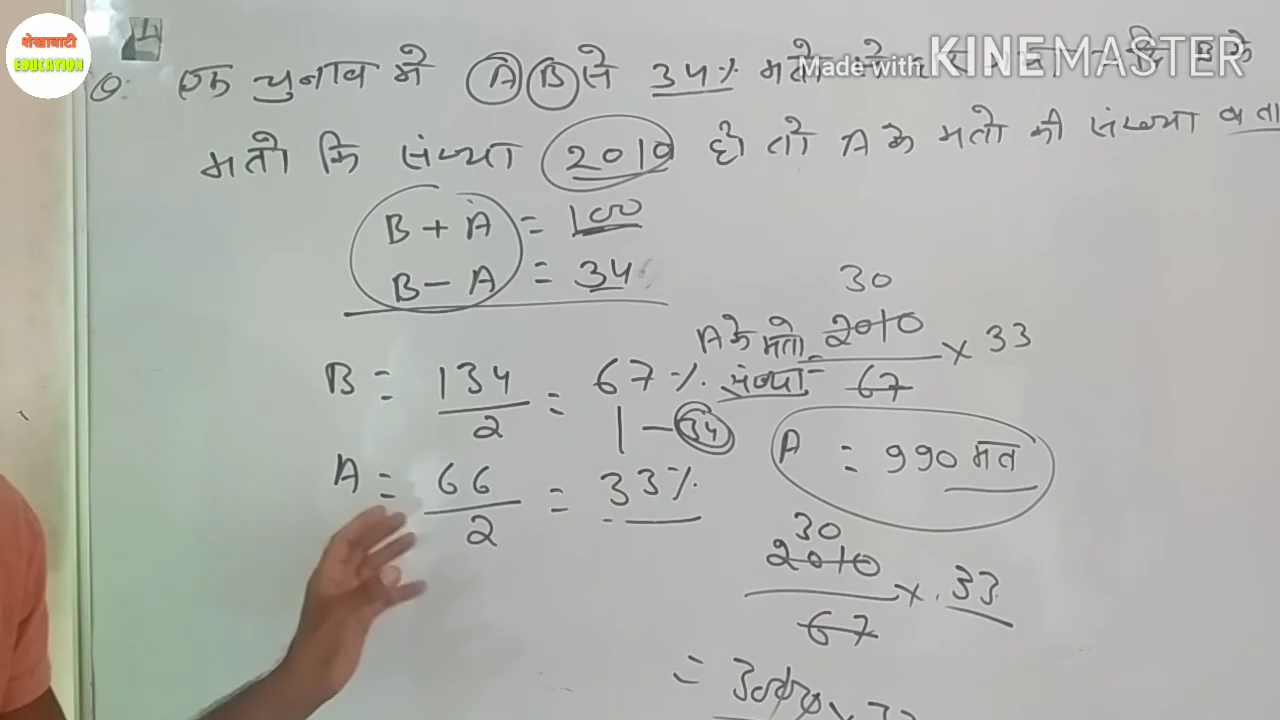 शेखावाटी
EDUCATION
Made with KINEMASTER
Q: एक चुनाव में A B से 34% मतो के
मतो कि संख्या 2010 हो तो A के मतो की संख्या बता
B + A = 100
B - A = 34
30
A के मतो संख्या = 2010 / 67 × 33
B = 134 / 2 = 67%
| - 34
A = 990 मत
A = 66 / 2 = 33%
30
2010 / 67 × 33